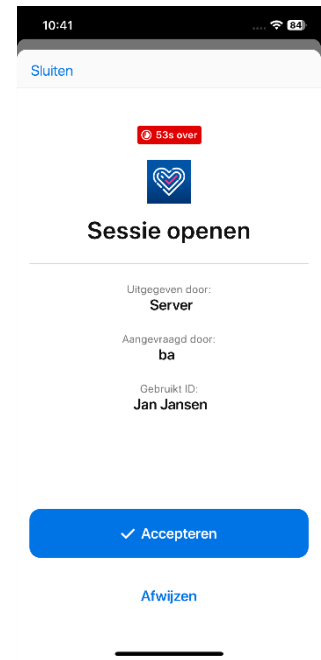 10:41
84
Sluiten
53s over
Sessie openen
Uitgegeven door:
Server
Aangevraagd door:
ba
Gebruikt ID:
Jan Jansen
Accepteren
Afwijzen